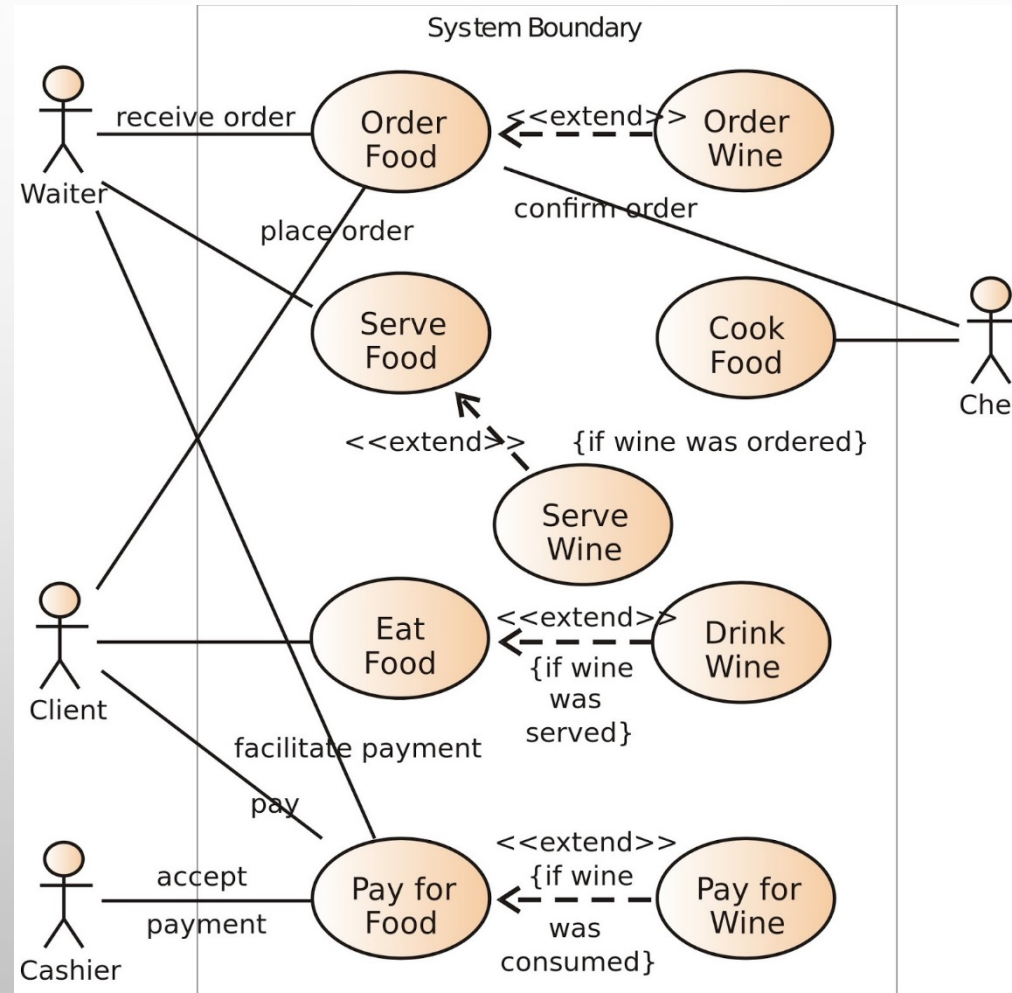 System Boundary
receive order
Order
Food
<<extend>>
Order
Wine
Waiter
place order
confirm order
Serve
Food
Cook
Food
Che
<<extend>>
{if wine was ordered}
Serve
Wine
Eat
Food
<<extend>>
{if wine
was
served}
Drink
Wine
Client
facilitate payment
pay
accept
payment
Pay for
Food
<<extend>>
{if wine
was
consumed}
Pay for
Wine
Cashier